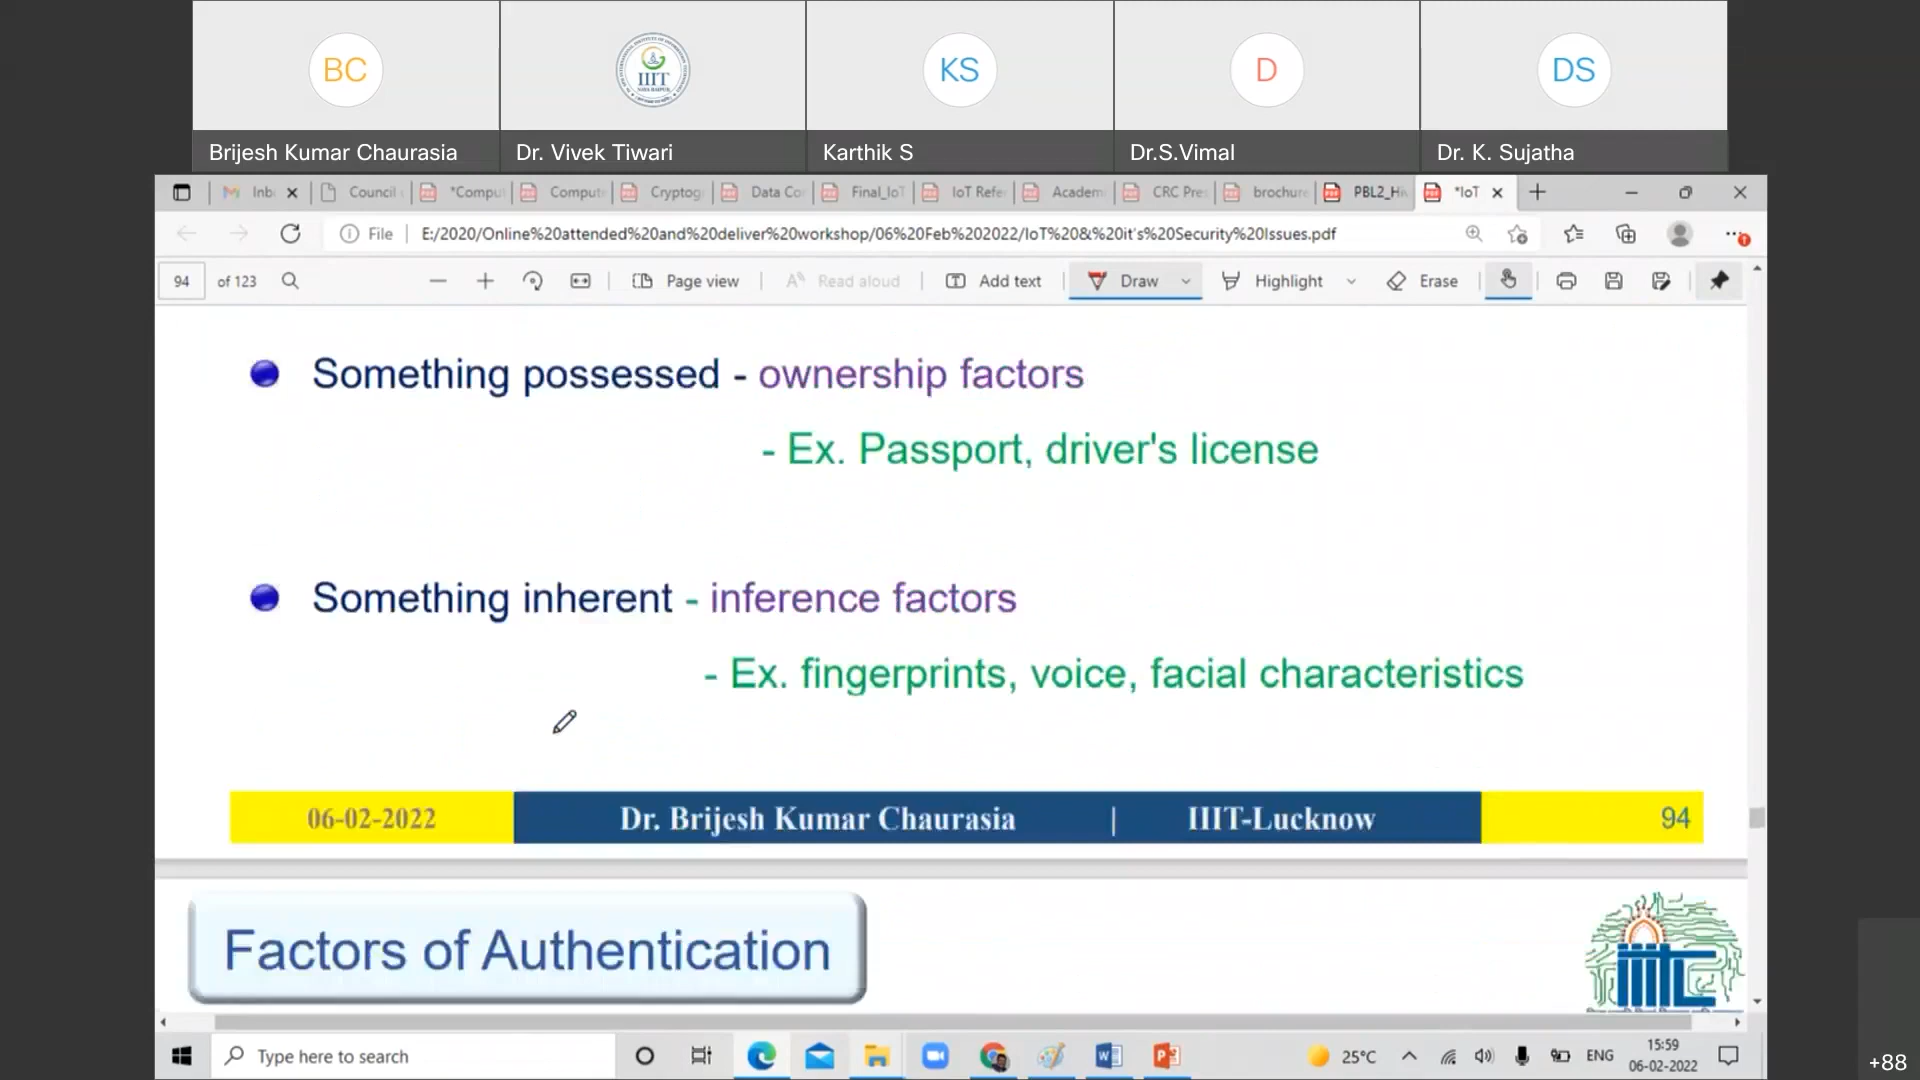 BC
IIIT
KS
D
DS
Brijesh Kumar Chaurasia
Dr. Vivek Tiwari
Karthik S
Dr.S.Vimal
Dr. K. Sujatha
Inb
Council
*Compu
Comput
Cryptog
Data Co
Final_IoT
IoT Refe
Academ
CRC Pre
brochure
PBL2_H
*IoT
File
E:/2020/Online%20attended%20and%20deliver%20workshop/06%20Feb%202022/IoT%20&%20it's%20Security%20Issues.pdf
94 of 123
Page view
Read aloud
Add text
Draw
Highlight
Erase
Something possessed - ownership factors
- Ex. Passport, driver's license
Something inherent - inference factors
- Ex. fingerprints, voice, facial characteristics
06-02-2022
Dr. Brijesh Kumar Chaurasia | IIIT-Lucknow
94
Factors of Authentication
Type here to search
25°C
ENG
15:59
06-02-2022
+88